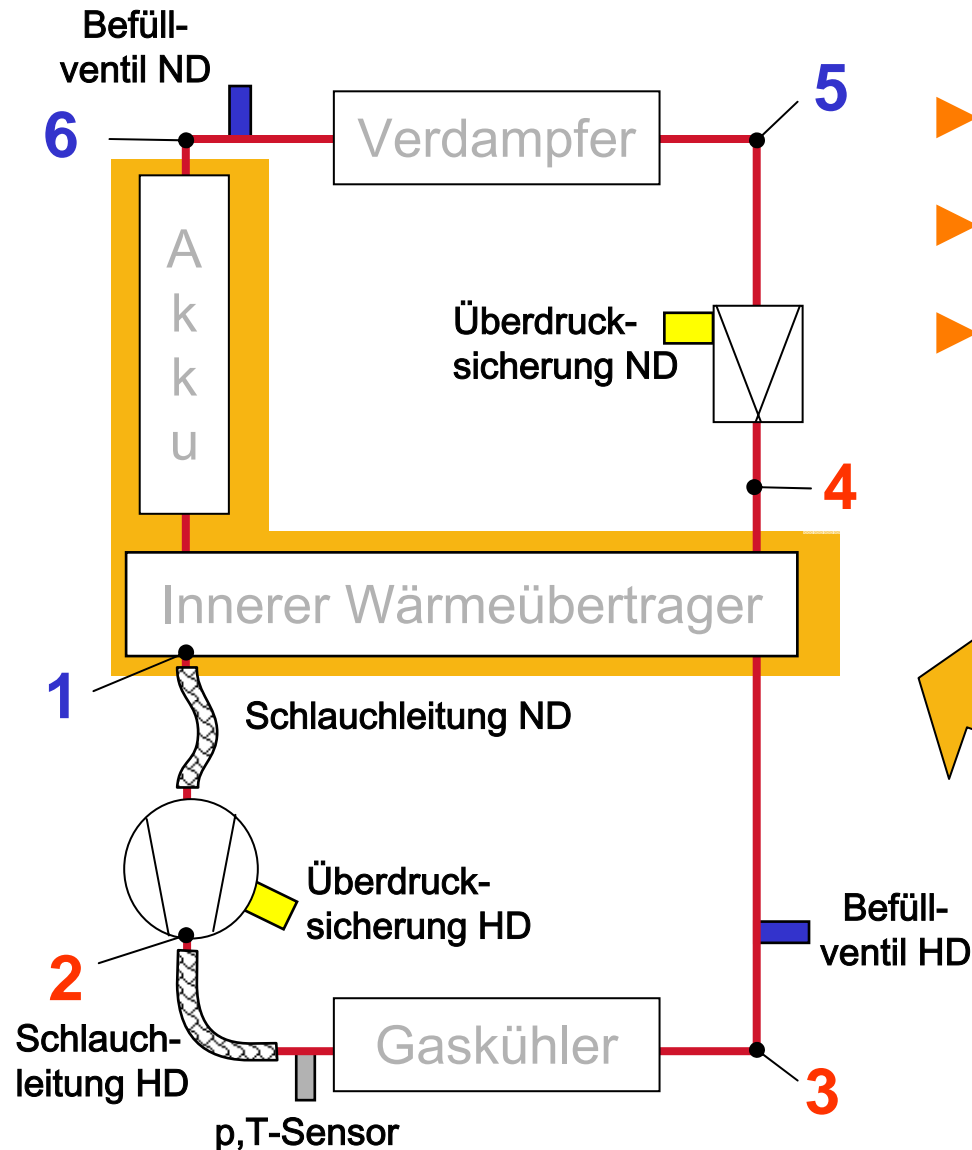 Befüll-
ventil ND
6
Verdampfer
5
A
k
k
u
Überdruck-
sicherung ND
4
Innerer Wärmeübertrager
1
Schlauchleitung ND
Überdruck-
sicherung HD
2
Befüll-
ventil HD
Schlauch-
leitung HD
Gaskühler
3
p,T-Sensor